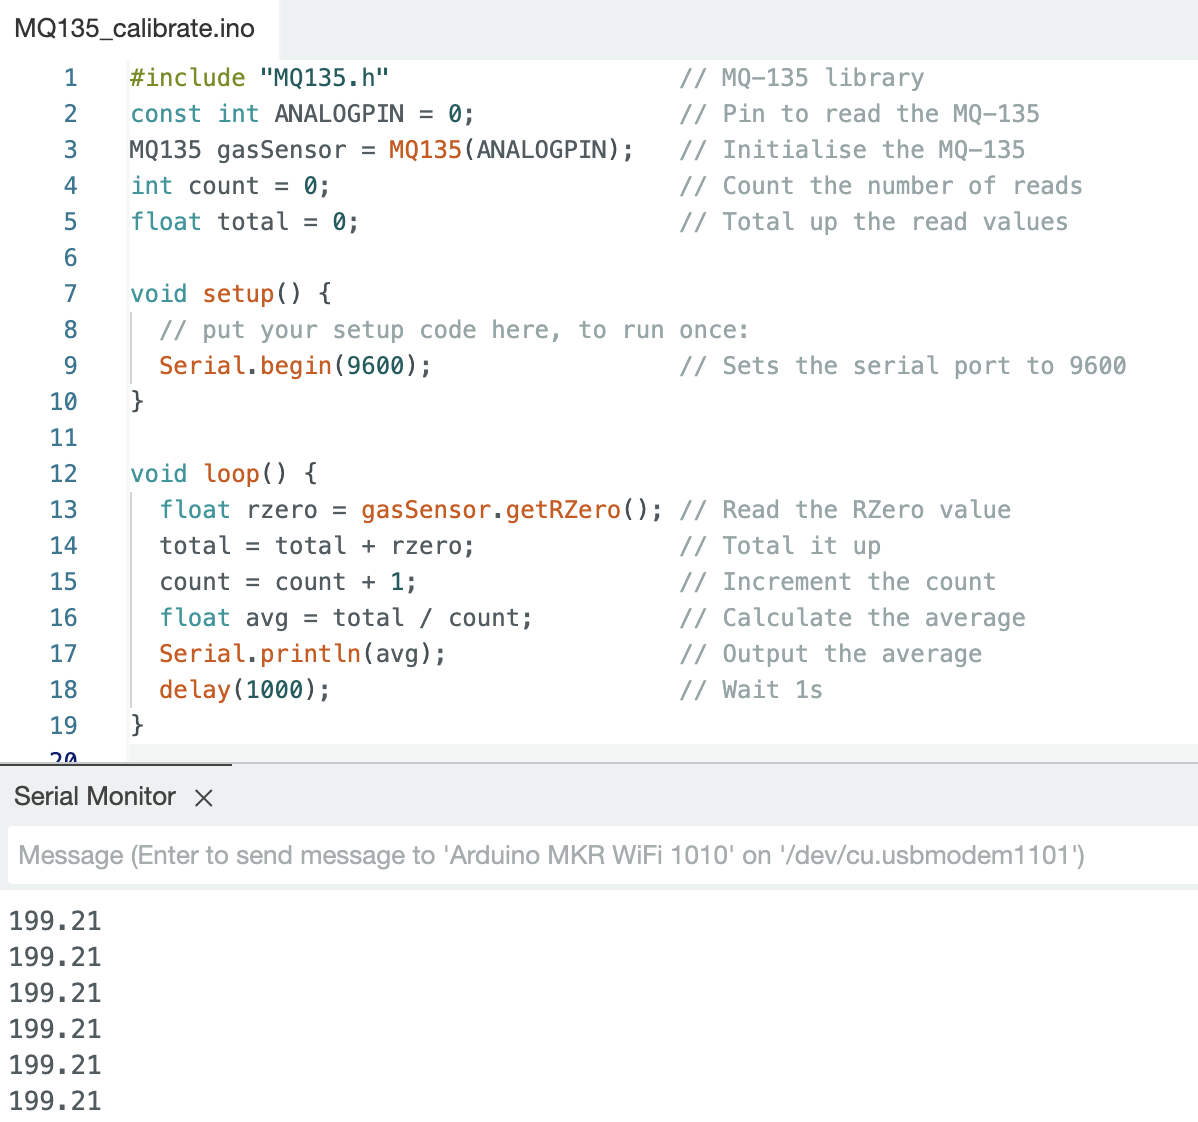 MQ135_calibrate.ino
1 #include "MQ135.h" // MQ-135 library
2 const int ANALOGPIN = 0; // Pin to read the MQ-135
3 MQ135 gasSensor = MQ135(ANALOGPIN); // Initialise the MQ-135
4 int count = 0; // Count the number of reads
5 float total = 0; // Total up the read values
6
7 void setup() {
8 // put your setup code here, to run once:
9 Serial.begin(9600); // Sets the serial port to 9600
10 }
11
12 void loop() {
13 float rzero = gasSensor.getRZero(); // Read the RZero value
14 total = total + rzero; // Total it up
15 count = count + 1; // Increment the count
16 float avg = total / count; // Calculate the average
17 Serial.println(avg); // Output the average
18 delay(1000); // Wait 1s
19 }
20
Serial Monitor
Message (Enter to send message to 'Arduino MKR WiFi 1010' on '/dev/cu.usbmodem1101')
199.21
199.21
199.21
199.21
199.21
199.21